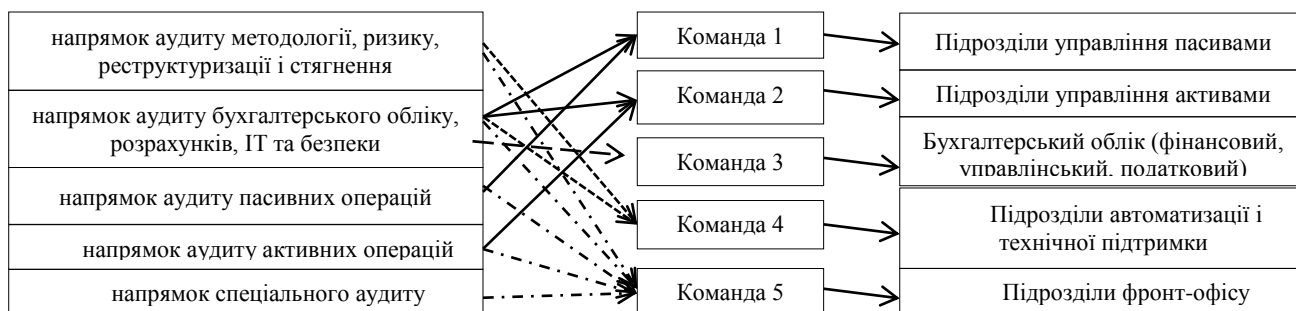 напрямок аудиту методології, ризику,
реструктуризації і стягнення
напрямок аудиту бухгалтерського обліку,
розрахунків, ІТ та безпеки
напрямок аудиту пасивних операцій
напрямок аудиту активних операцій
напрямок спеціального аудиту
Команда 1
Команда 2
Команда 3
Команда 4
Команда 5
Підрозділи управління пасивами
Підрозділи управління активами
Бухгалтерський облік (фінансовий,
управлінський, податковий)
Підрозділи автоматизації і
технічної підтримки
Підрозділи фронт-офісу